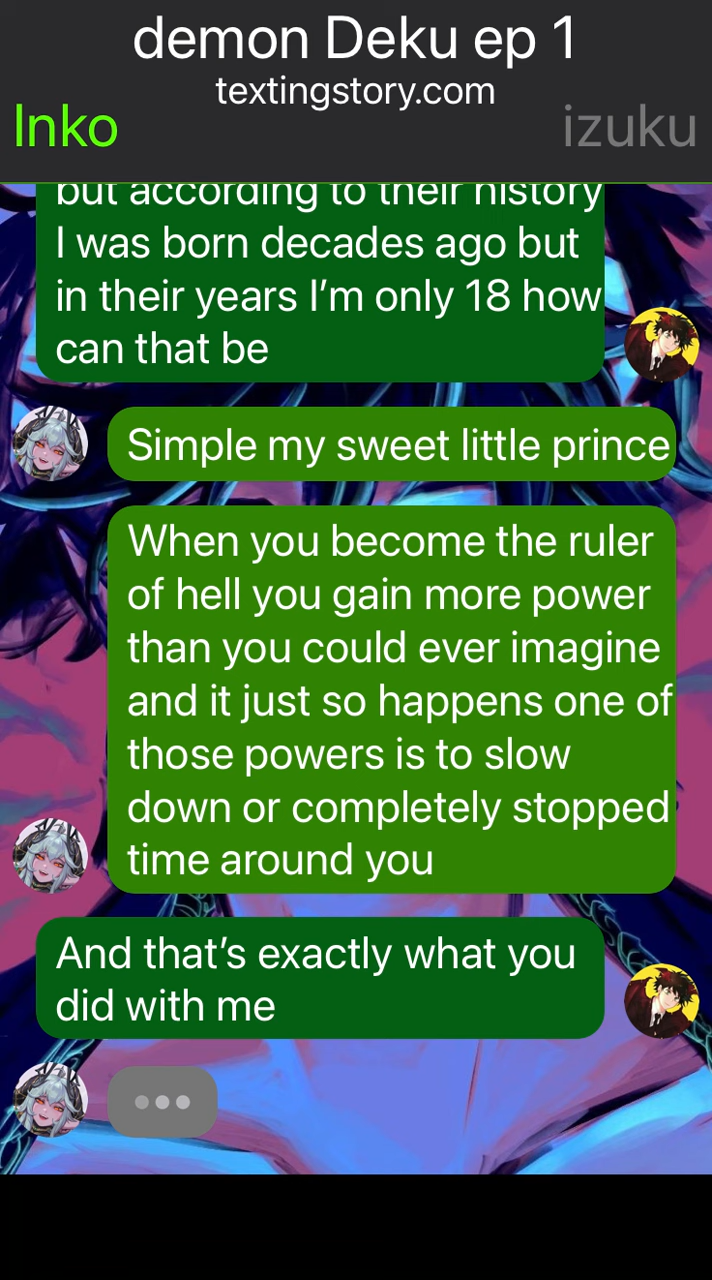 demon Deku ep 1
textingstory.com
Inko
izuku
but according to their history
I was born decades ago but
in their years I'm only 18 how
can that be
Simple my sweet little prince
When you become the ruler
of hell you gain more power
than you could ever imagine
and it just so happens one of
those powers is to slow
down or completely stopped
time around you
And that's exactly what you
did with me